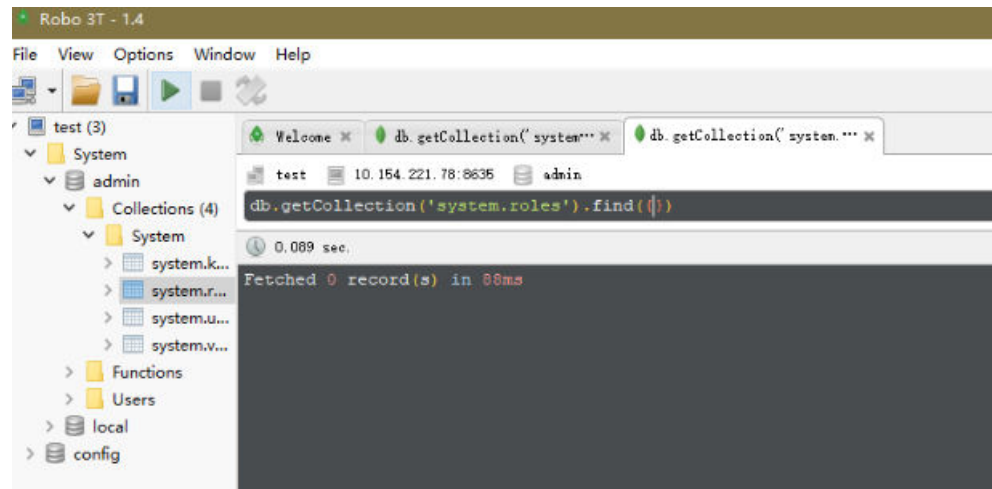 Robo 3T - 1.4
File View Options Window Help
test (3)
System
admin
Collections (4)
System
system.k...
system.r...
system.u...
system.v...
Functions
Users
local
config
Welcome db.getCollection('system··· db.getCollection('system.···
test 10.154.221.78:8635 admin
db.getCollection('system.roles').find({})
0.089 sec.
Fetched 0 record(s) in 88ms